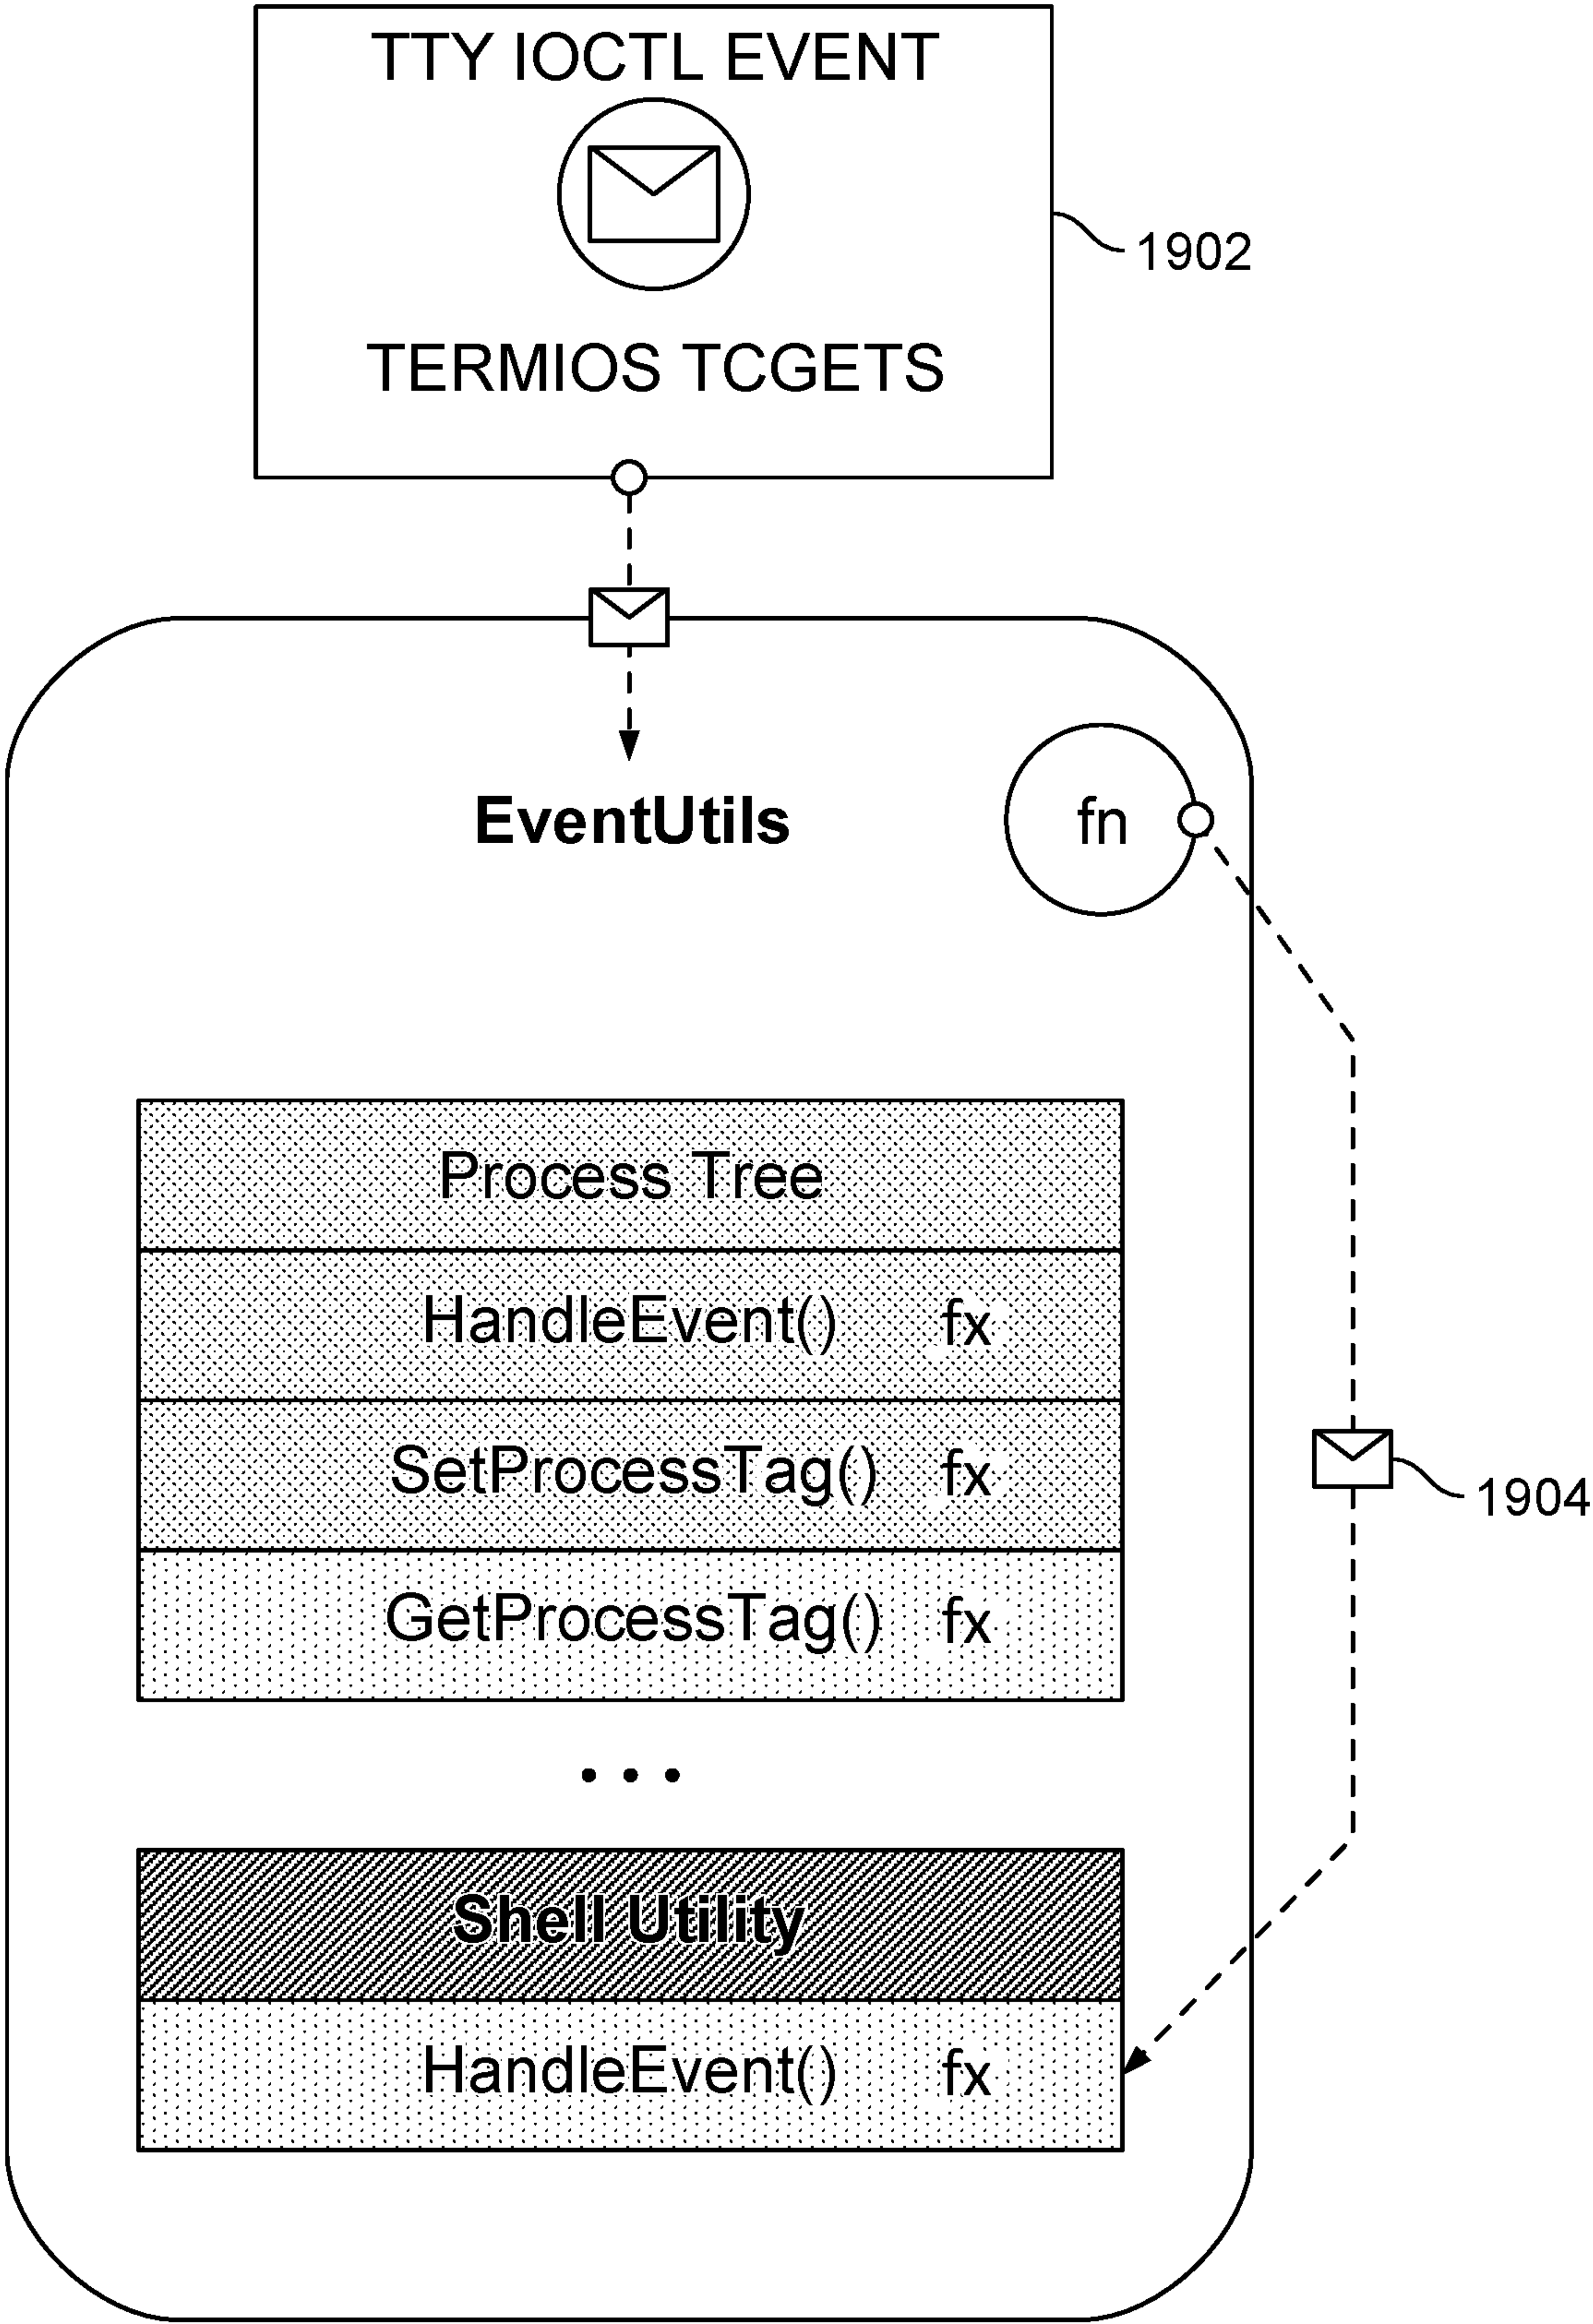 TTY IOCTL EVENT
TERMIOS TCGETS
1902
EventUtils
fn
Process Tree
HandleEvent() fx
SetProcessTag() fx
GetProcessTag() fx
1904
...
Shell Utility
HandleEvent() fx